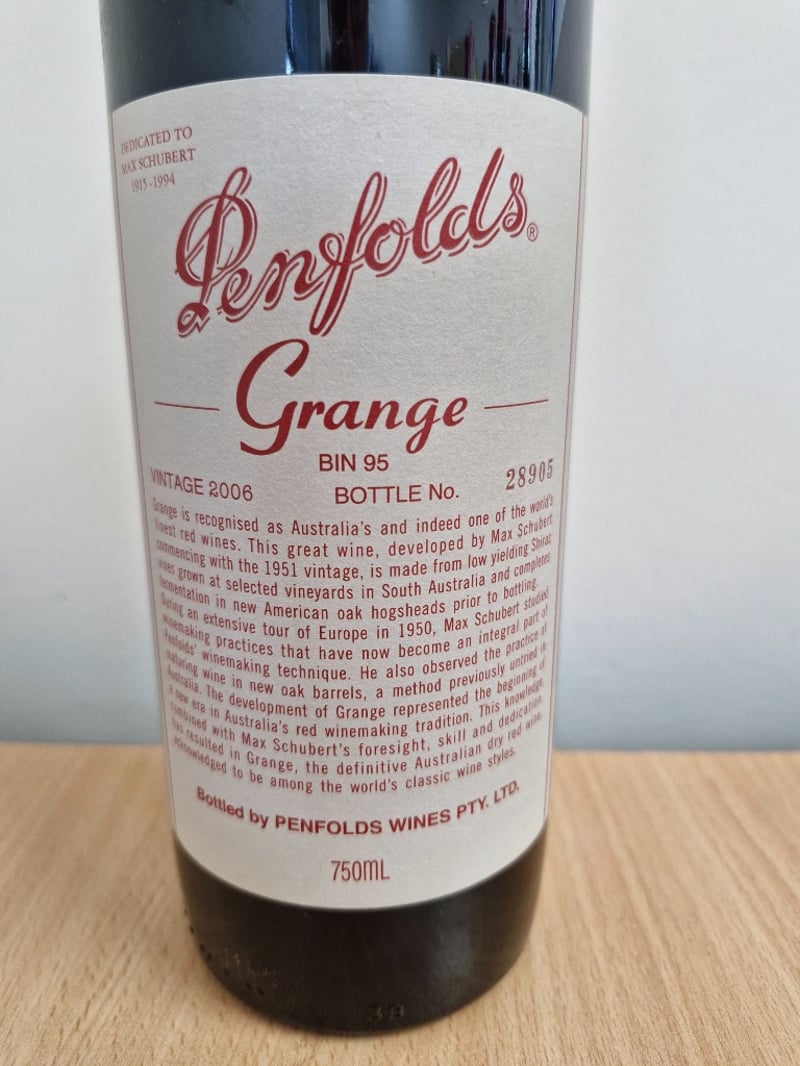 DEDICATED TO
MAX SCHUBERT
1915-1994
Penfolds®
Grange
BIN 95
VINTAGE 2006 BOTTLE No. 28905
Grange is recognised as Australia's and indeed one of the world's
finest red wines. This great wine, developed by Max Schubert
commencing with the 1951 vintage, is made from low yielding Shiraz
vines grown at selected vineyards in South Australia and completes
fermentation in new American oak hogsheads prior to bottling.
During an extensive tour of Europe in 1950, Max Schubert studied
winemaking practices that have now become an integral part of
Penfolds' winemaking technique. He also observed the practice of
maturing wine in new oak barrels, a method previously untried in
Australia. The development of Grange represented the beginning of
a new era in Australia's red winemaking tradition. This knowledge,
combined with Max Schubert's foresight, skill and dedication,
has resulted in Grange, the definitive Australian dry red wine,
acknowledged to be among the world's classic wine styles.
Bottled by PENFOLDS WINES PTY. LTD.
750ML
38